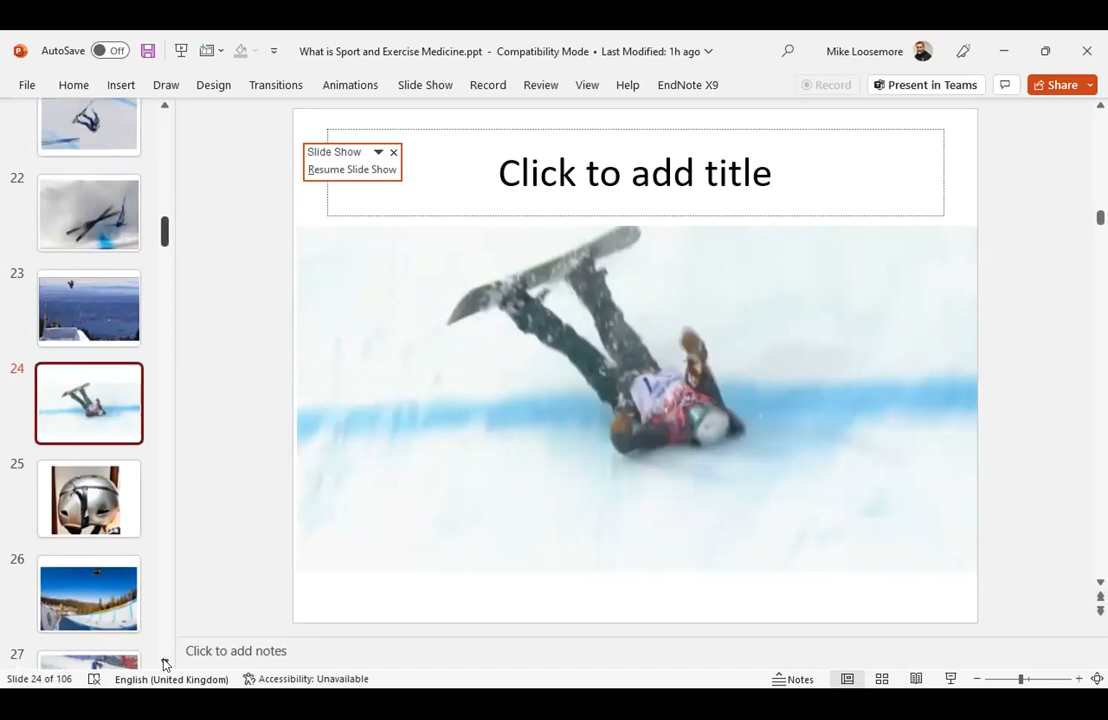 AutoSave Off What is Sport and Exercise Medicine.ppt - Compatibility Mode • Last Modified: 1h ago Mike Loosemore
File Home Insert Draw Design Transitions Animations Slide Show Record Review View Help EndNote X9 Record Present in Teams Share
Slide Show
Resume Slide Show
Click to add title
22
23
24
25
26
27
Click to add notes
Slide 24 of 106 English (United Kingdom) Accessibility: Unavailable Notes